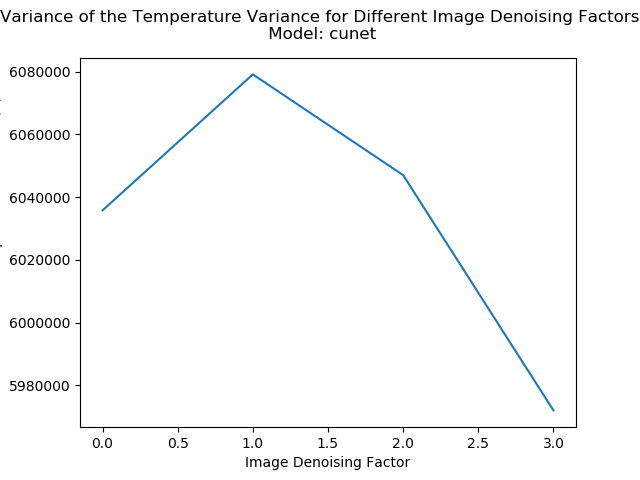 Variance of the Temperature Variance for Different Image Denoising Factors
Model: cunet
6080000
6060000
6040000
6020000
6000000
5980000
0.0 0.5 1.0 1.5 2.0 2.5 3.0
Image Denoising Factor